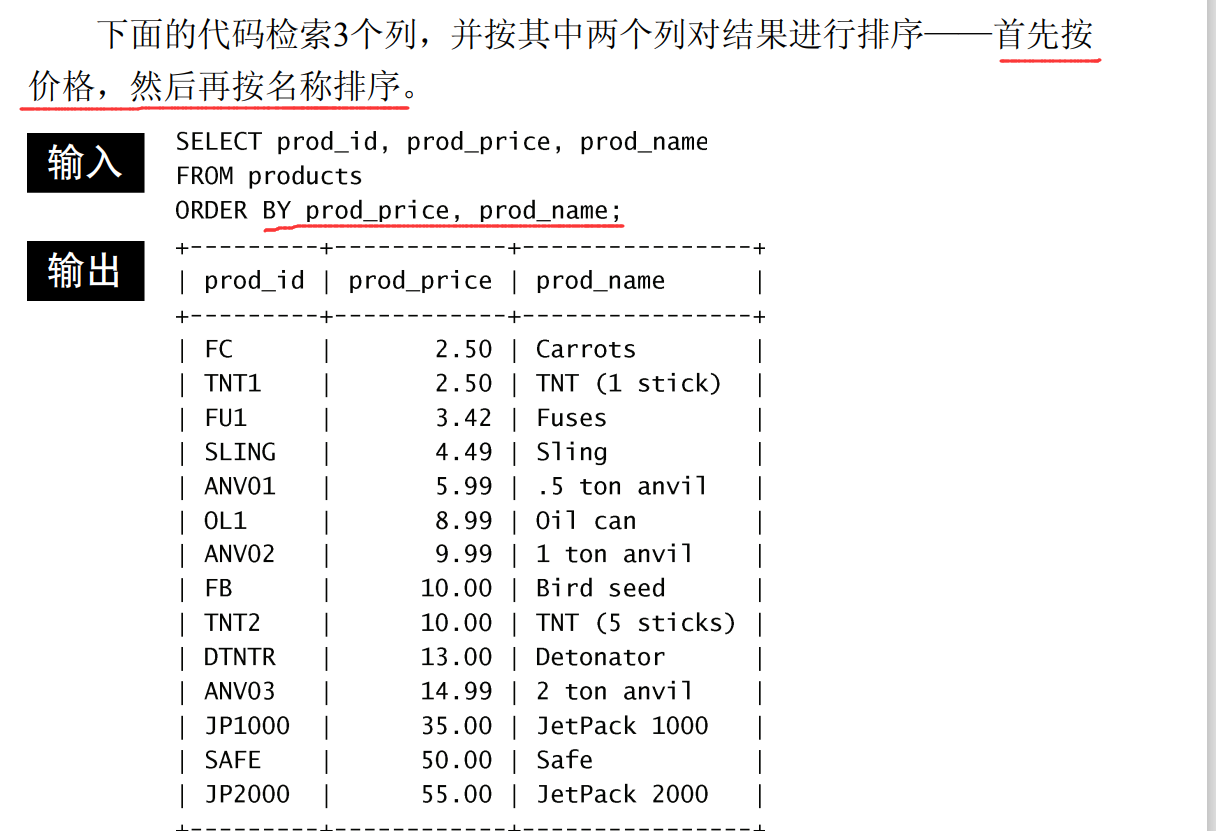 下面的代码检索3个列，并按其中两个列对结果进行排序——首先按
价格，然后再按名称排序。
输入
SELECT prod_id, prod_price, prod_name
FROM products
ORDER BY prod_price, prod_name;
输出
+---------+------------+----------------+
| prod_id | prod_price | prod_name      |
+---------+------------+----------------+
| FC      |       2.50 | Carrots        |
| TNT1    |       2.50 | TNT (1 stick)  |
| FU1     |       3.42 | Fuses          |
| SLING   |       4.49 | Sling          |
| ANV01   |       5.99 | .5 ton anvil   |
| OL1     |       8.99 | Oil can        |
| ANV02   |       9.99 | 1 ton anvil    |
| FB      |      10.00 | Bird seed      |
| TNT2    |      10.00 | TNT (5 sticks) |
| DTNTR   |      13.00 | Detonator      |
| ANV03   |      14.99 | 2 ton anvil    |
| JP1000  |      35.00 | JetPack 1000   |
| SAFE    |      50.00 | Safe           |
| JP2000  |      55.00 | JetPack 2000   |
+---------+------------+----------------+